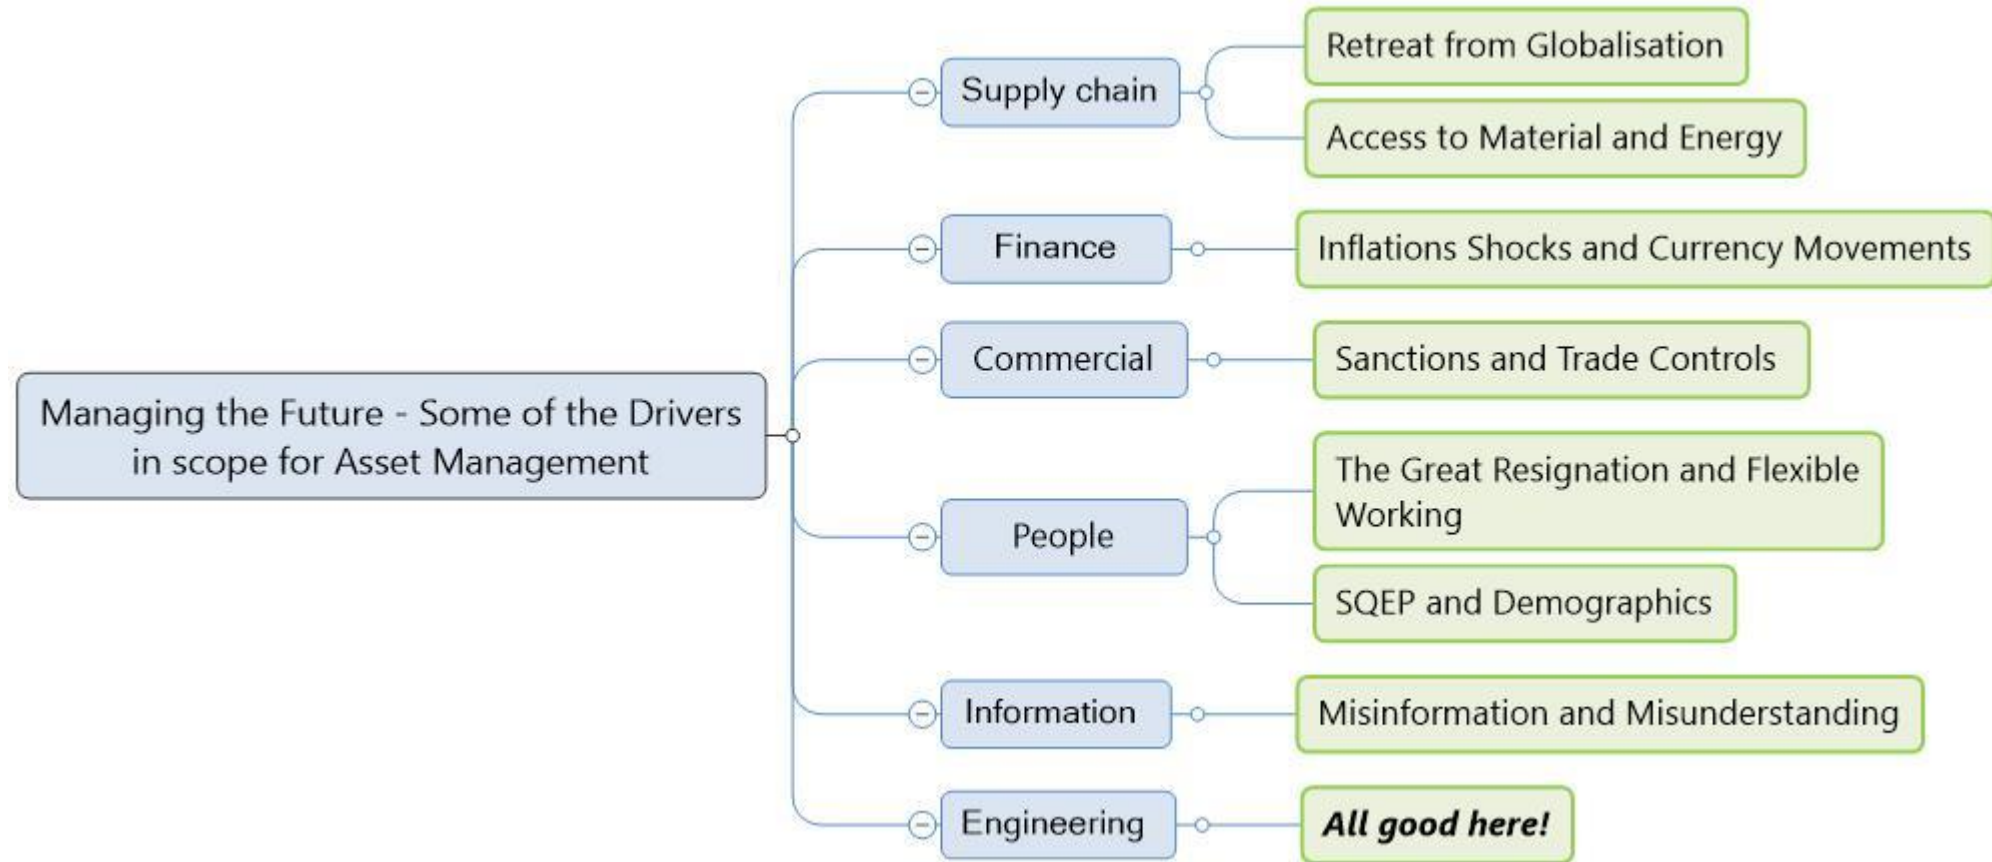 Managing the Future - Some of the Drivers
in scope for Asset Management
Supply chain
Retreat from Globalisation
Access to Material and Energy
Finance
Inflations Shocks and Currency Movements
Commercial
Sanctions and Trade Controls
People
The Great Resignation and Flexible
Working
SQEP and Demographics
Information
Misinformation and Misunderstanding
Engineering
All good here!